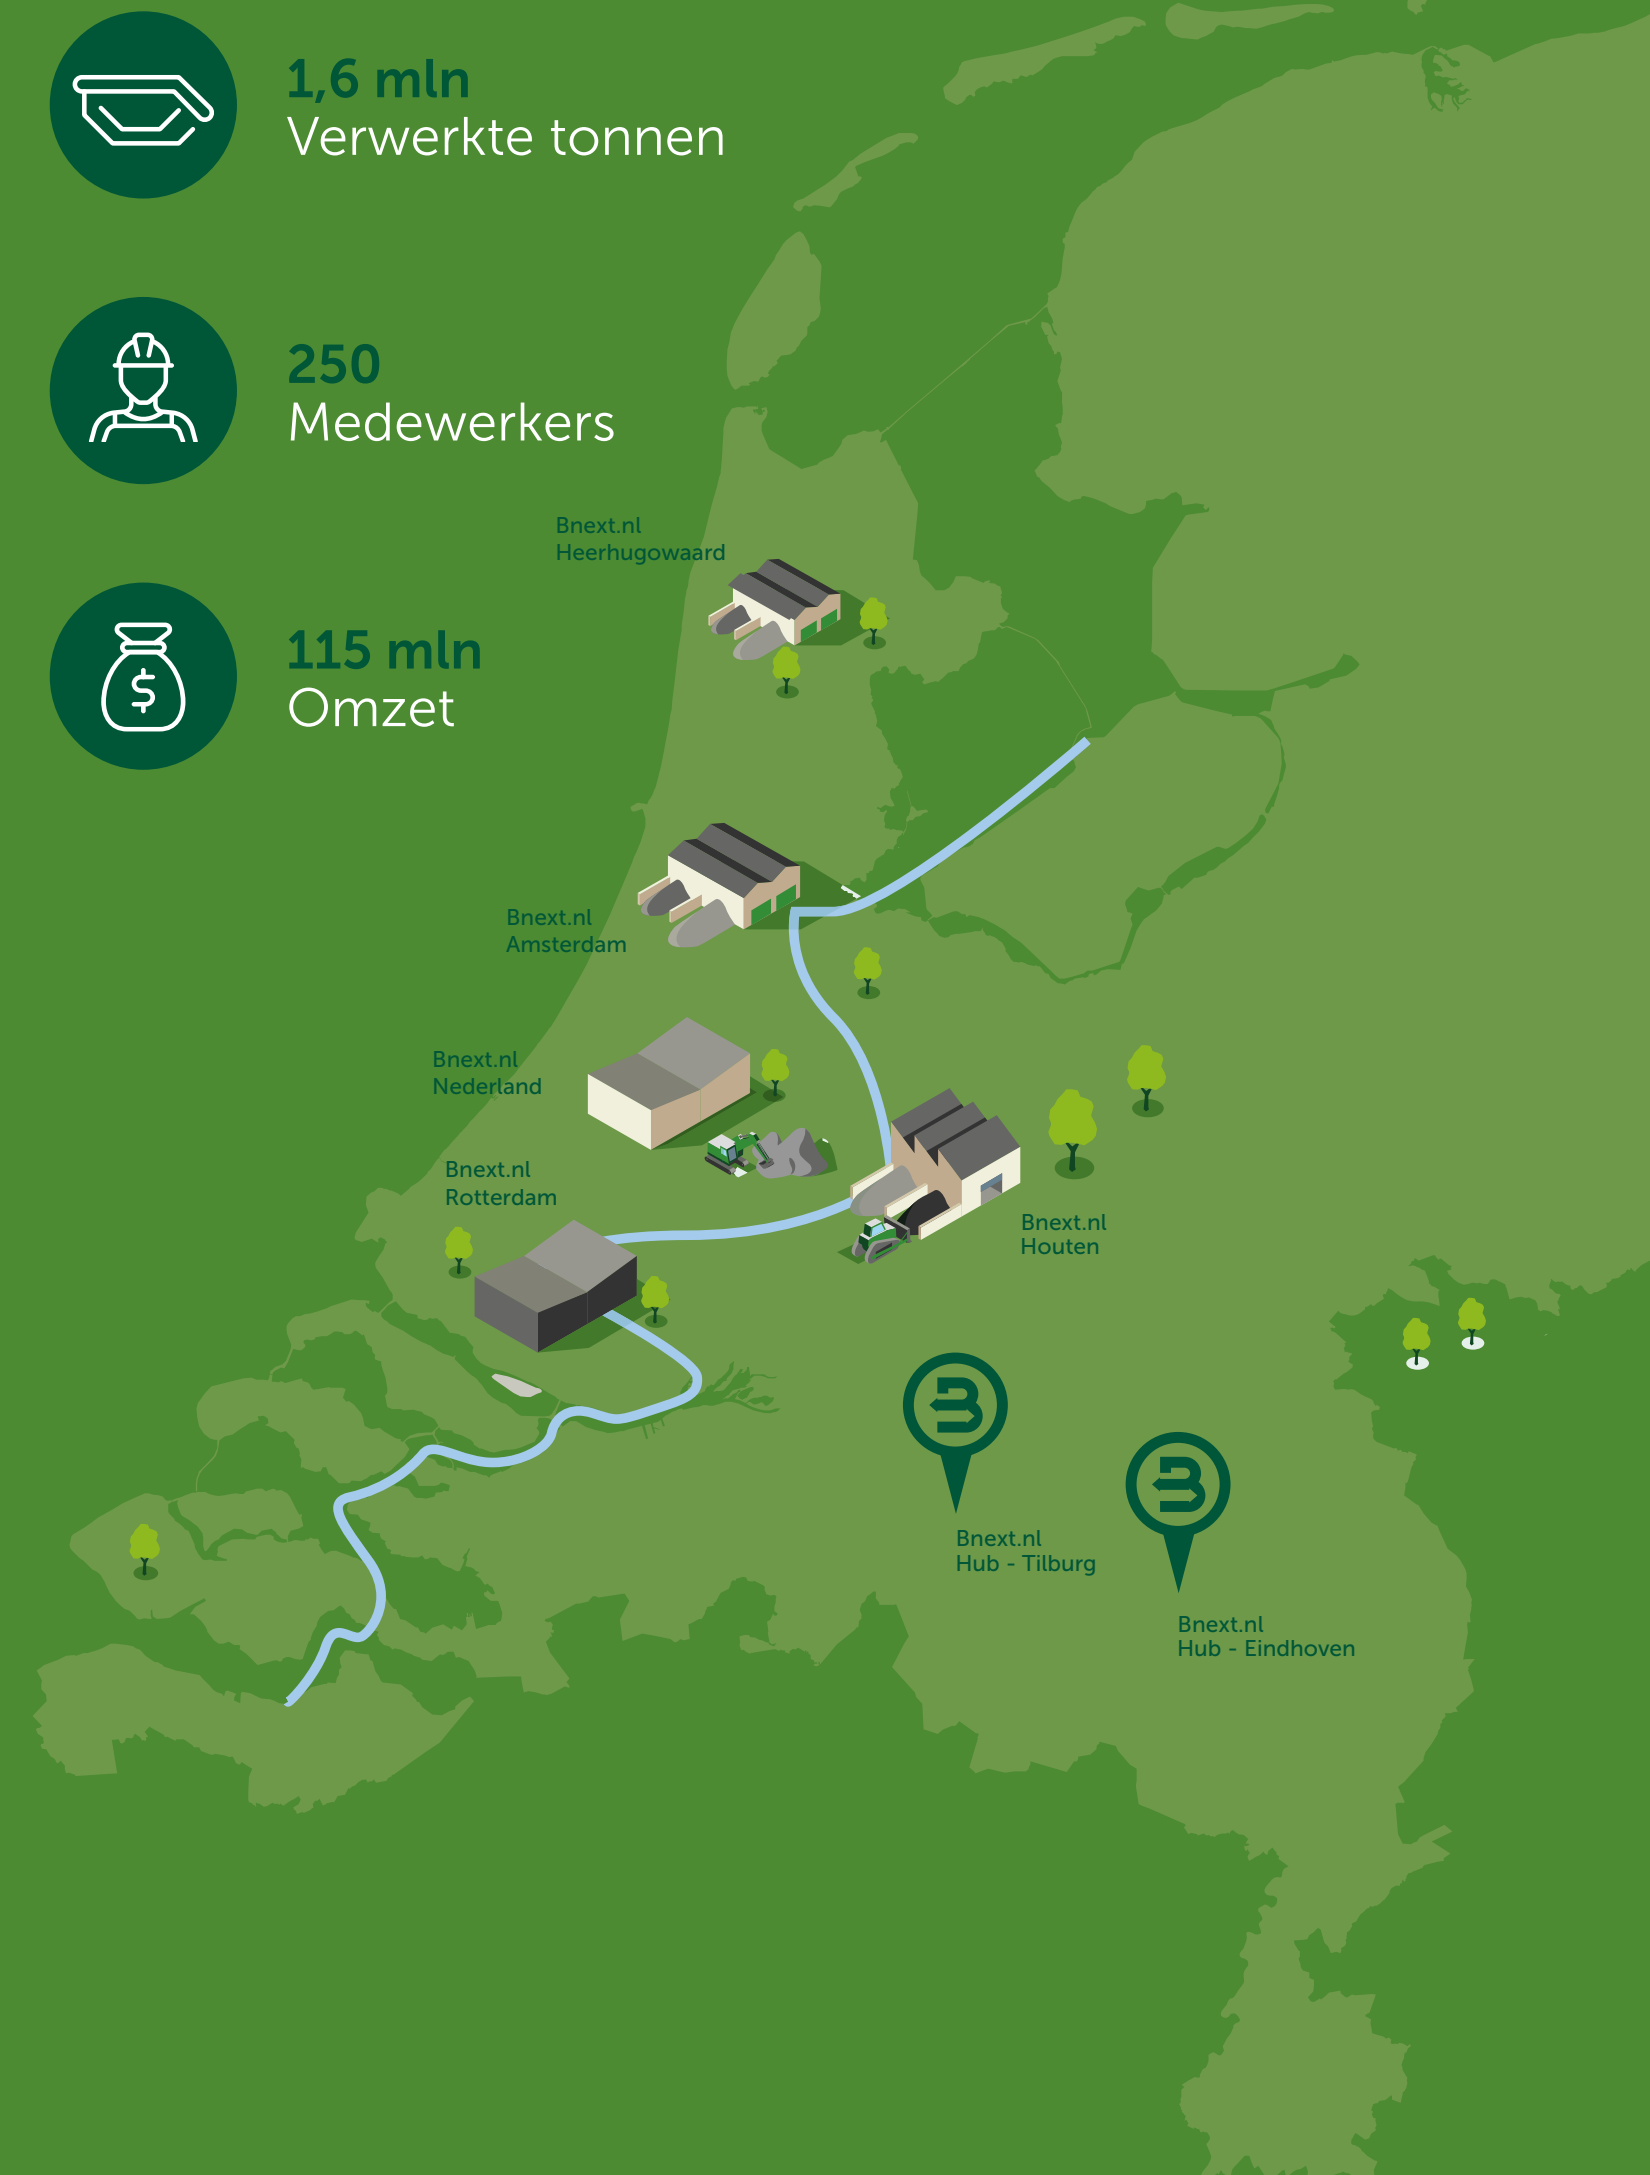 1,6 mln
Verwerkte tonnen
250
Medewerkers
115 mln
Omzet
Bnext.nl
Heerhugowaard
Bnext.nl
Amsterdam
Bnext.nl
Nederland
Bnext.nl
Rotterdam
Bnext.nl
Houten
Bnext.nl
Hub - Tilburg
Bnext.nl
Hub - Eindhoven